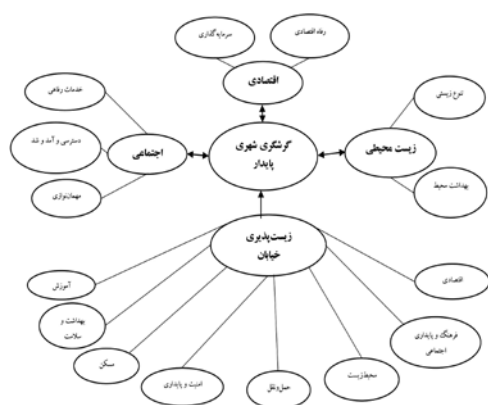 سرمایه گذاری
رفاه اقتصادی
اقتصادی
خدمات رفاهی
تنوع زیستی
گرشگری شهری
پایدار
اجتماعی
دسترسی و آمد و شد
زیست محیطی
مهمان‌نوازی
بهداشت محیط
زیست‌پذیری
خیابان
آموزش
اقتصادی
بهداشت و
سلامت
فرهنگ و پایداری
اجتماعی
مسکن
محیط زیست
امنیت و پایداری
حمل‌ونقل